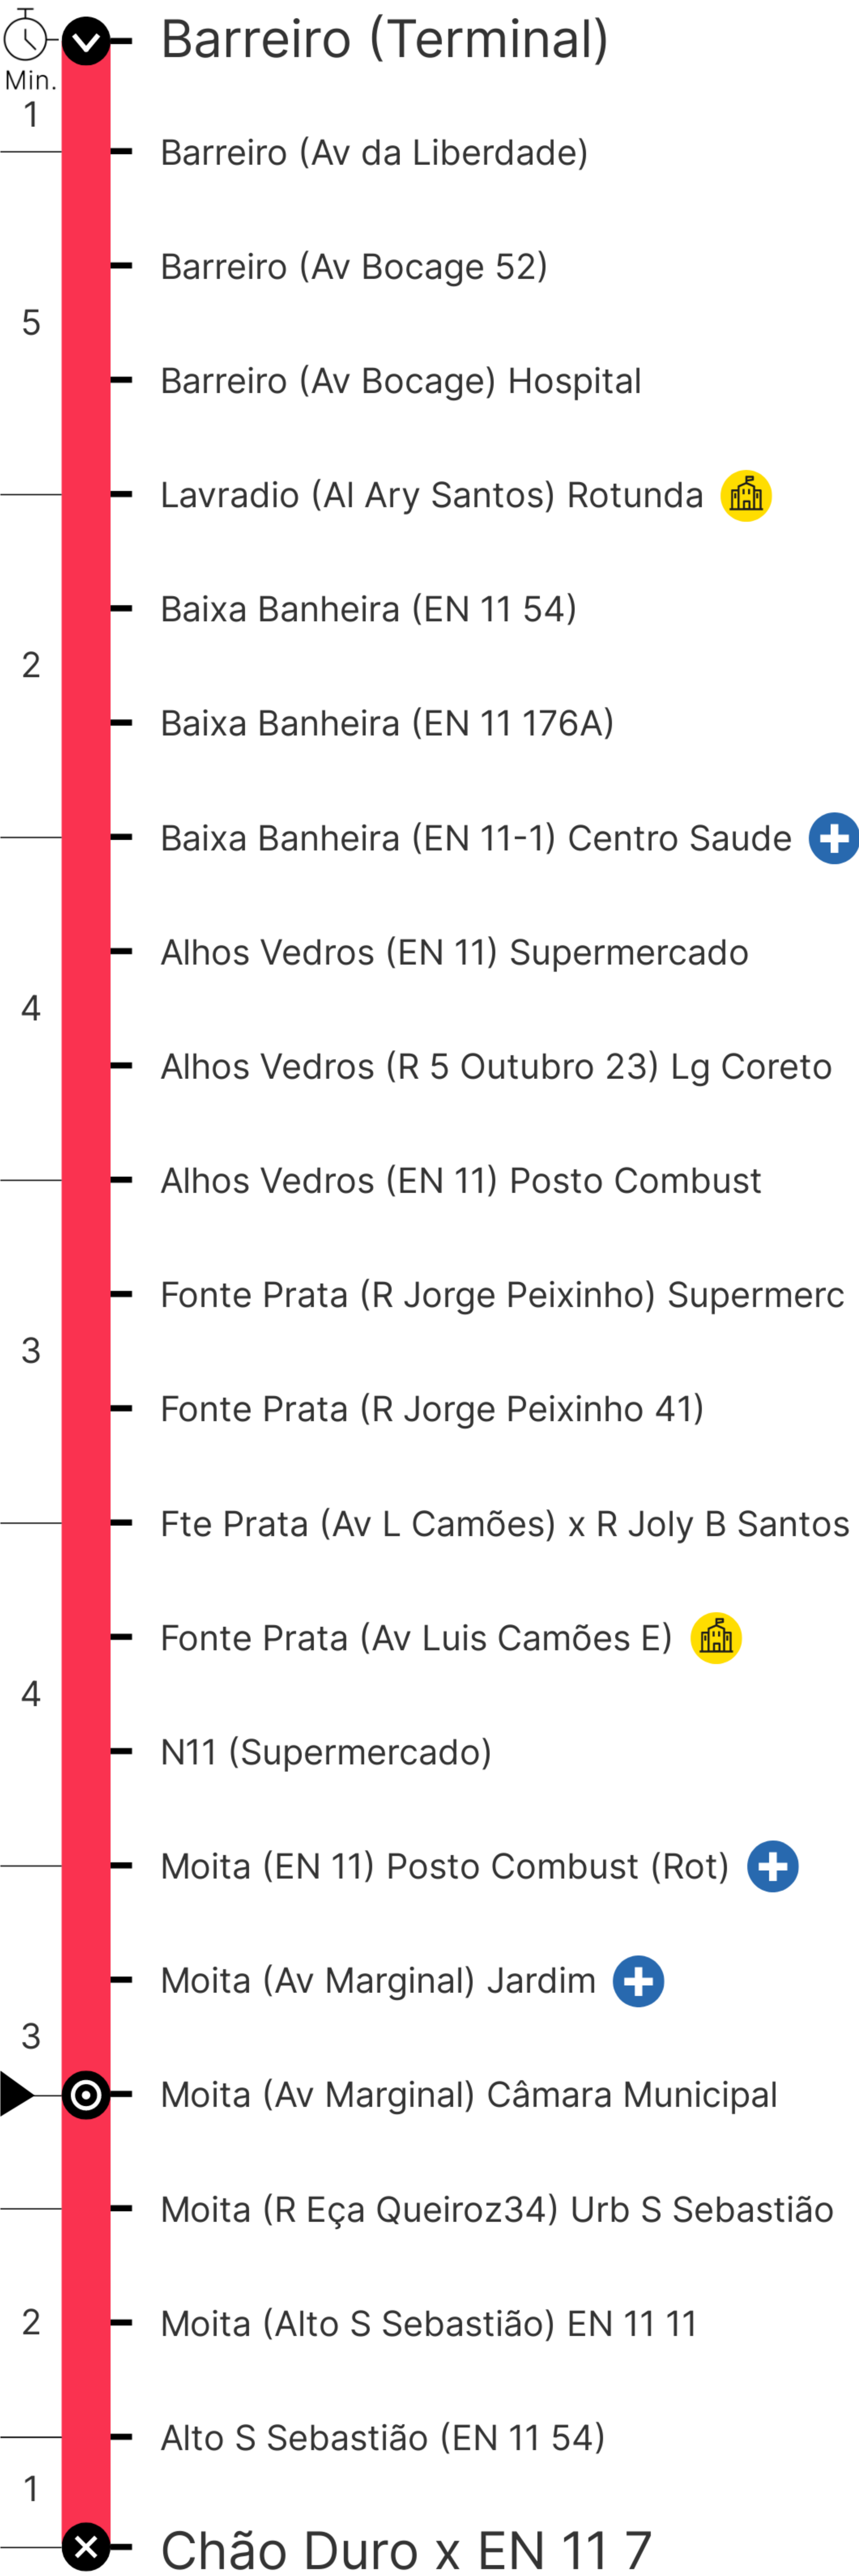 Barreiro (Terminal)
Min.
1
Barreiro (Av da Liberdade)
Barreiro (Av Bocage 52)
5
Barreiro (Av Bocage) Hospital
Lavradio (Al Ary Santos) Rotunda
Baixa Banheira (EN 11 54)
2
Baixa Banheira (EN 11 176A)
Baixa Banheira (EN 11-1) Centro Saude
Alhos Vedros (EN 11) Supermercado
4
Alhos Vedros (R 5 Outubro 23) Lg Coreto
Alhos Vedros (EN 11) Posto Combust
Fonte Prata (R Jorge Peixinho) Supermerc
3
Fonte Prata (R Jorge Peixinho 41)
Fte Prata (Av L Camões) x R Joly B Santos
Fonte Prata (Av Luis Camões E)
4
N11 (Supermercado)
Moita (EN 11) Posto Combust (Rot)
Moita (Av Marginal) Jardim
3
Moita (Av Marginal) Câmara Municipal
Moita (R Eça Queiroz34) Urb S Sebastião
2
Moita (Alto S Sebastião) EN 11 11
Alto S Sebastião (EN 11 54)
1
Chão Duro x EN 11 7